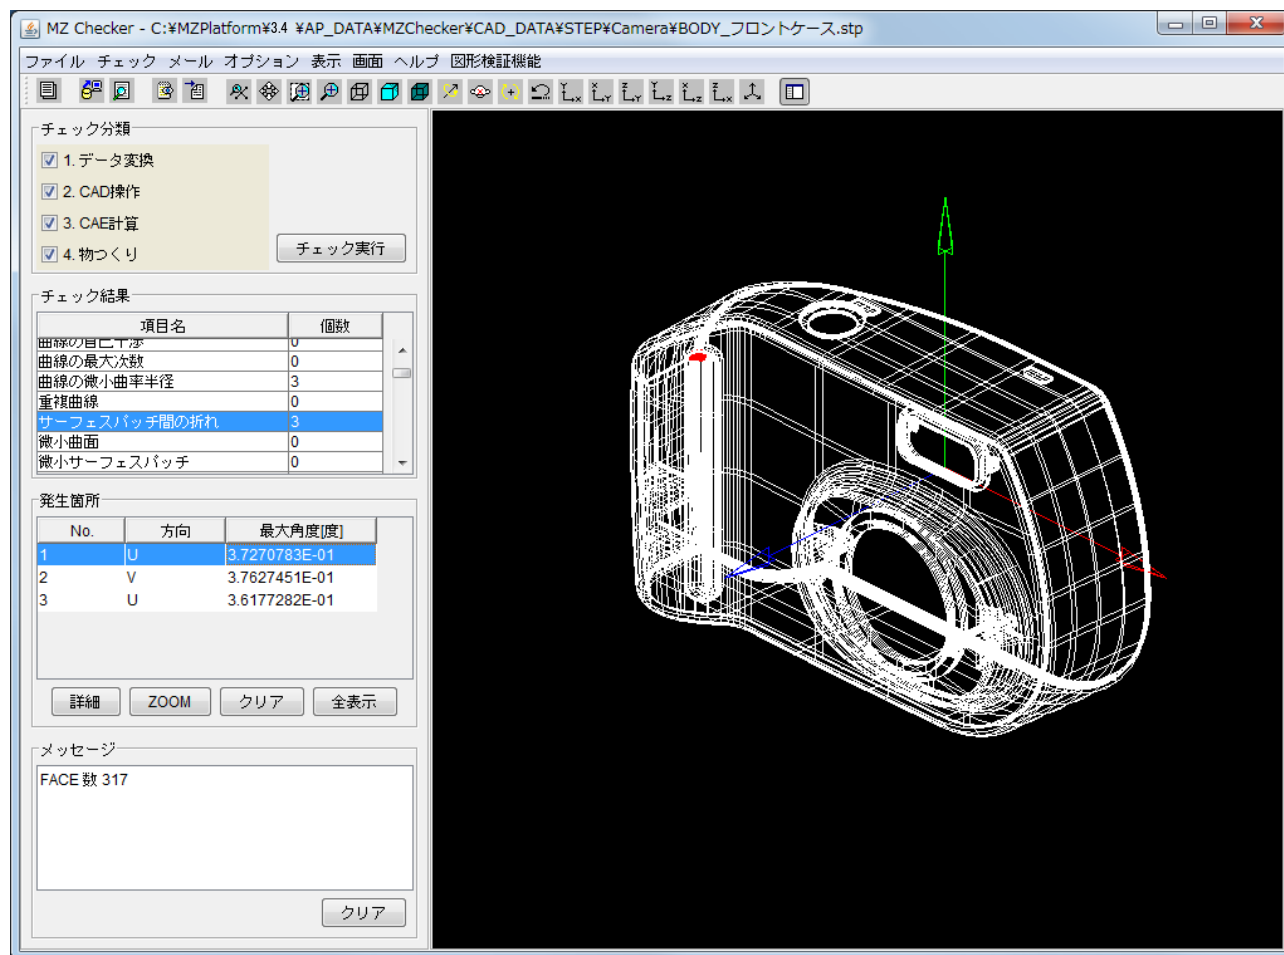 MZ Checker - C:¥MZPlatform¥3.4 ¥AP_DATA¥MZChecker¥CAD_DATA¥STEP¥Camera¥BODY_フロントケース.stp
ファイル チェック メール オプション 表示 画面 ヘルプ 図形検証機能
チェック分類
1. データ変換
2. CAD操作
3. CAE計算
4. 物つくり
チェック実行
チェック結果
項目名 個数
曲線の自己干渉 0
曲線の最大次数 0
曲線の微小曲率半径 3
重複曲線 0
サーフェスパッチ間の折れ 3
微小曲面 0
微小サーフェスパッチ 0
発生箇所
No. 方向 最大角度[度]
1 U 3.7270783E-01
2 V 3.7627451E-01
3 U 3.6177282E-01
詳細 ZOOM クリア 全表示
メッセージ
FACE 数 317
クリア